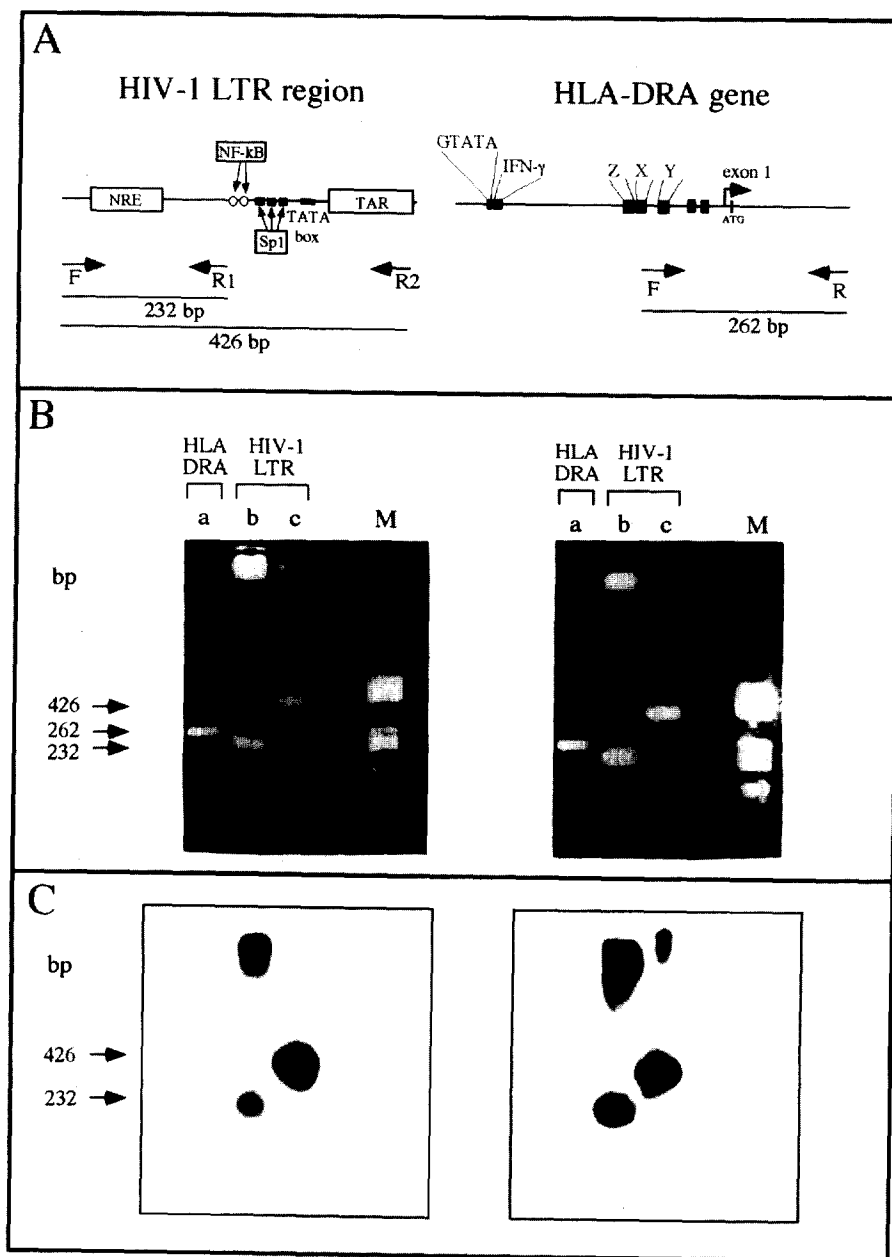 A
HIV-1 LTR region
HLA-DRA gene
NF-kB
NRE
TATA
box
TAR
Sp1
F
R1
R2
232 bp
426 bp
GTATA
IFN-γ
Z X Y
exon 1
ATG
F
R
262 bp
B
HLA
DRA
HIV-1
LTR
a b c M
HLA
DRA
HIV-1
LTR
a b c M
bp
426
262
232
C
bp
426
232